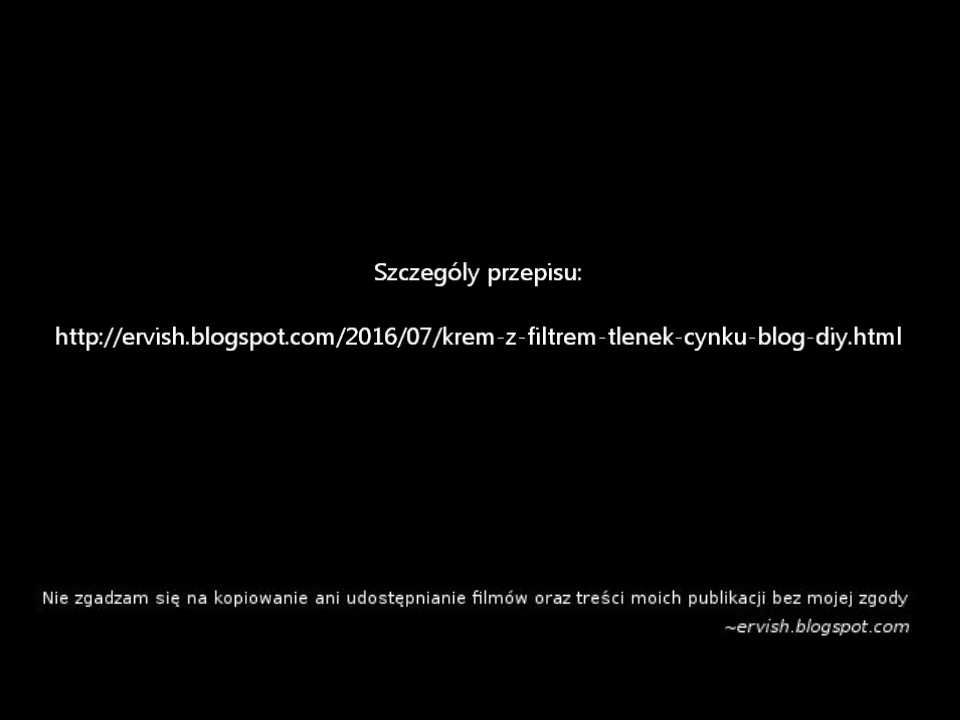 Szczególy przepisu:
http://ervish.blogspot.com/2016/07/krem-z-filtrem-tlenek-cynku-blog-diy.html
Nie zgadzam się na kopiowanie ani udostępnianie filmów oraz treści moich publikacji bez mojej zgody
~ervish.blogspot.com